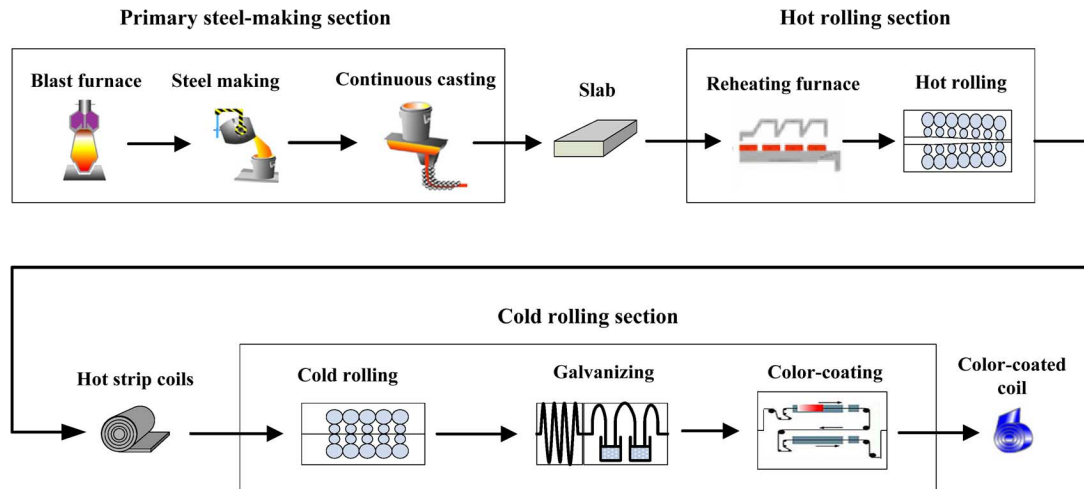 Primary steel-making section
Hot rolling section
Blast furnace
Steel making
Continuous casting
Slab
Reheating furnace
Hot rolling
Cold rolling section
Hot strip coils
Cold rolling
Galvanizing
Color-coating
Color-coated
coil